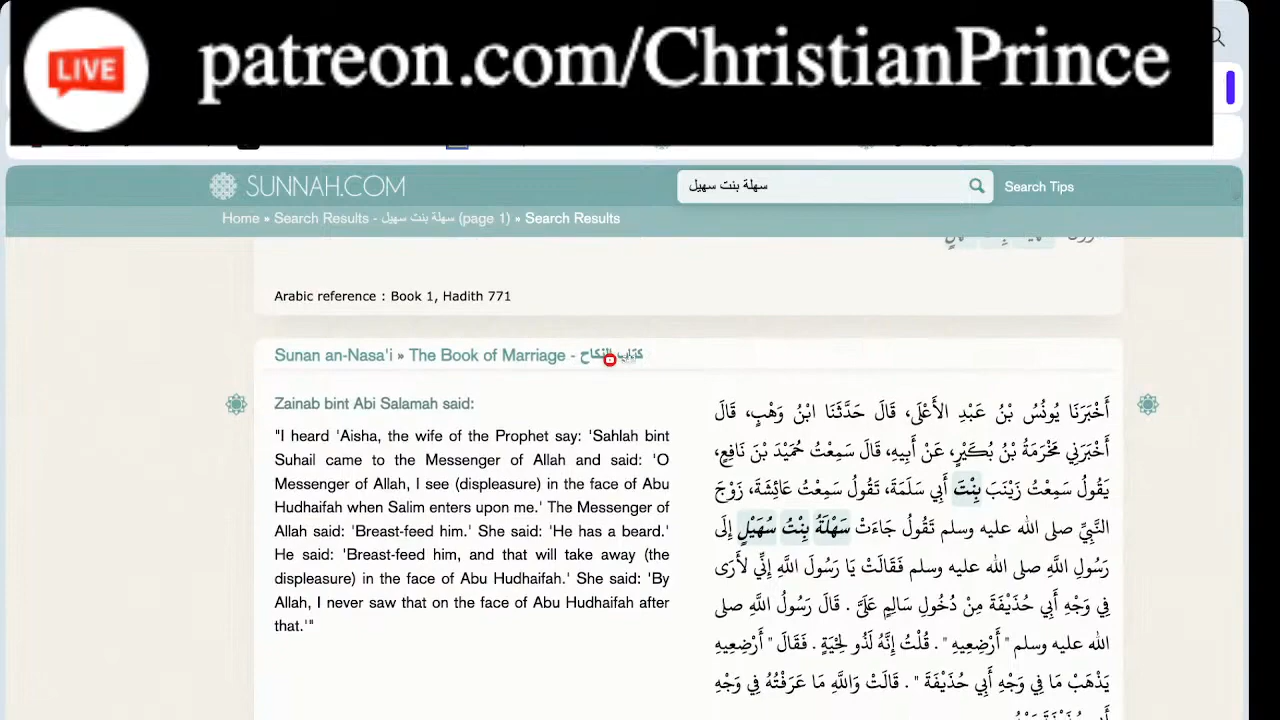 LIVE
patreon.com/ChristianPrince
SUNNAH.COM
سهلة بنت سهيل
Search Tips
Home » Search Results - سهلة بنت سهيل (page 1) » Search Results
Arabic reference : Book 1, Hadith 771
Sunan an-Nasa'i » The Book of Marriage - كتاب النكاح
Zainab bint Abi Salamah said:
"I heard 'Aisha, the wife of the Prophet say: 'Sahlah bint
Suhail came to the Messenger of Allah and said: 'O
Messenger of Allah, I see (displeasure) in the face of Abu
Hudhaifah when Salim enters upon me.' The Messenger of
Allah said: 'Breast-feed him.' She said: 'He has a beard.'
He said: 'Breast-feed him, and that will take away (the
displeasure) in the face of Abu Hudhaifah.' She said: 'By
Allah, I never saw that on the face of Abu Hudhaifah after
that.'"
أَخْبَرَنَا يُونُسُ بْنُ عَبْدِ الأَعْلَى، قَالَ حَدَّثَنَا ابْنُ وَهْبٍ، قَالَ
أَخْبَرَنِي مَخْرَمَةُ بْنُ بُكَيْرٍ، عَنْ أَبِيهِ، قَالَ سَمِعْتُ حُمَيْدَ بْنَ نَافِعٍ،
يَقُولُ سَمِعْتُ زَيْنَبَ بِنْتَ أَبِي سَلَمَةَ، تَقُولُ سَمِعْتُ عَائِشَةَ، زَوْجَ
النَّبِيِّ صلى الله عليه وسلم تَقُولُ جَاءَتْ سَهْلَةُ بِنْتُ سُهَيْلٍ إِلَى
رَسُولِ اللَّهِ صلى الله عليه وسلم فَقَالَتْ يَا رَسُولَ اللَّهِ إِنِّي لأَرَى
فِي وَجْهِ أَبِي حُذَيْفَةَ مِنْ دُخُولِ سَالِمٍ عَلَىَّ . قَالَ رَسُولُ اللَّهِ صلى
الله عليه وسلم " أَرْضِعِيهِ " . قُلْتُ إِنَّهُ لَذُو لِحْيَةٍ . فَقَالَ " أَرْضِعِيهِ
يَذْهَبْ مَا فِي وَجْهِ أَبِي حُذَيْفَةَ " . قَالَتْ وَاللَّهِ مَا عَرَفْتُهُ فِي وَجْهِ